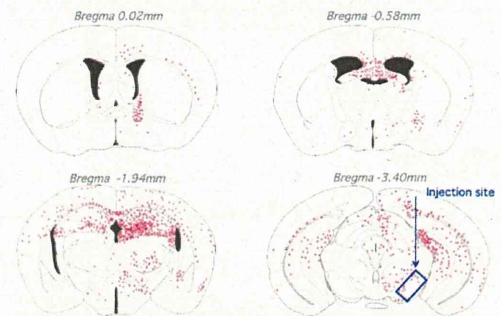 Bregma 0.02mm
Bregma -0.58mm
Bregma -1.94mm
Bregma -3.40mm
Injection site